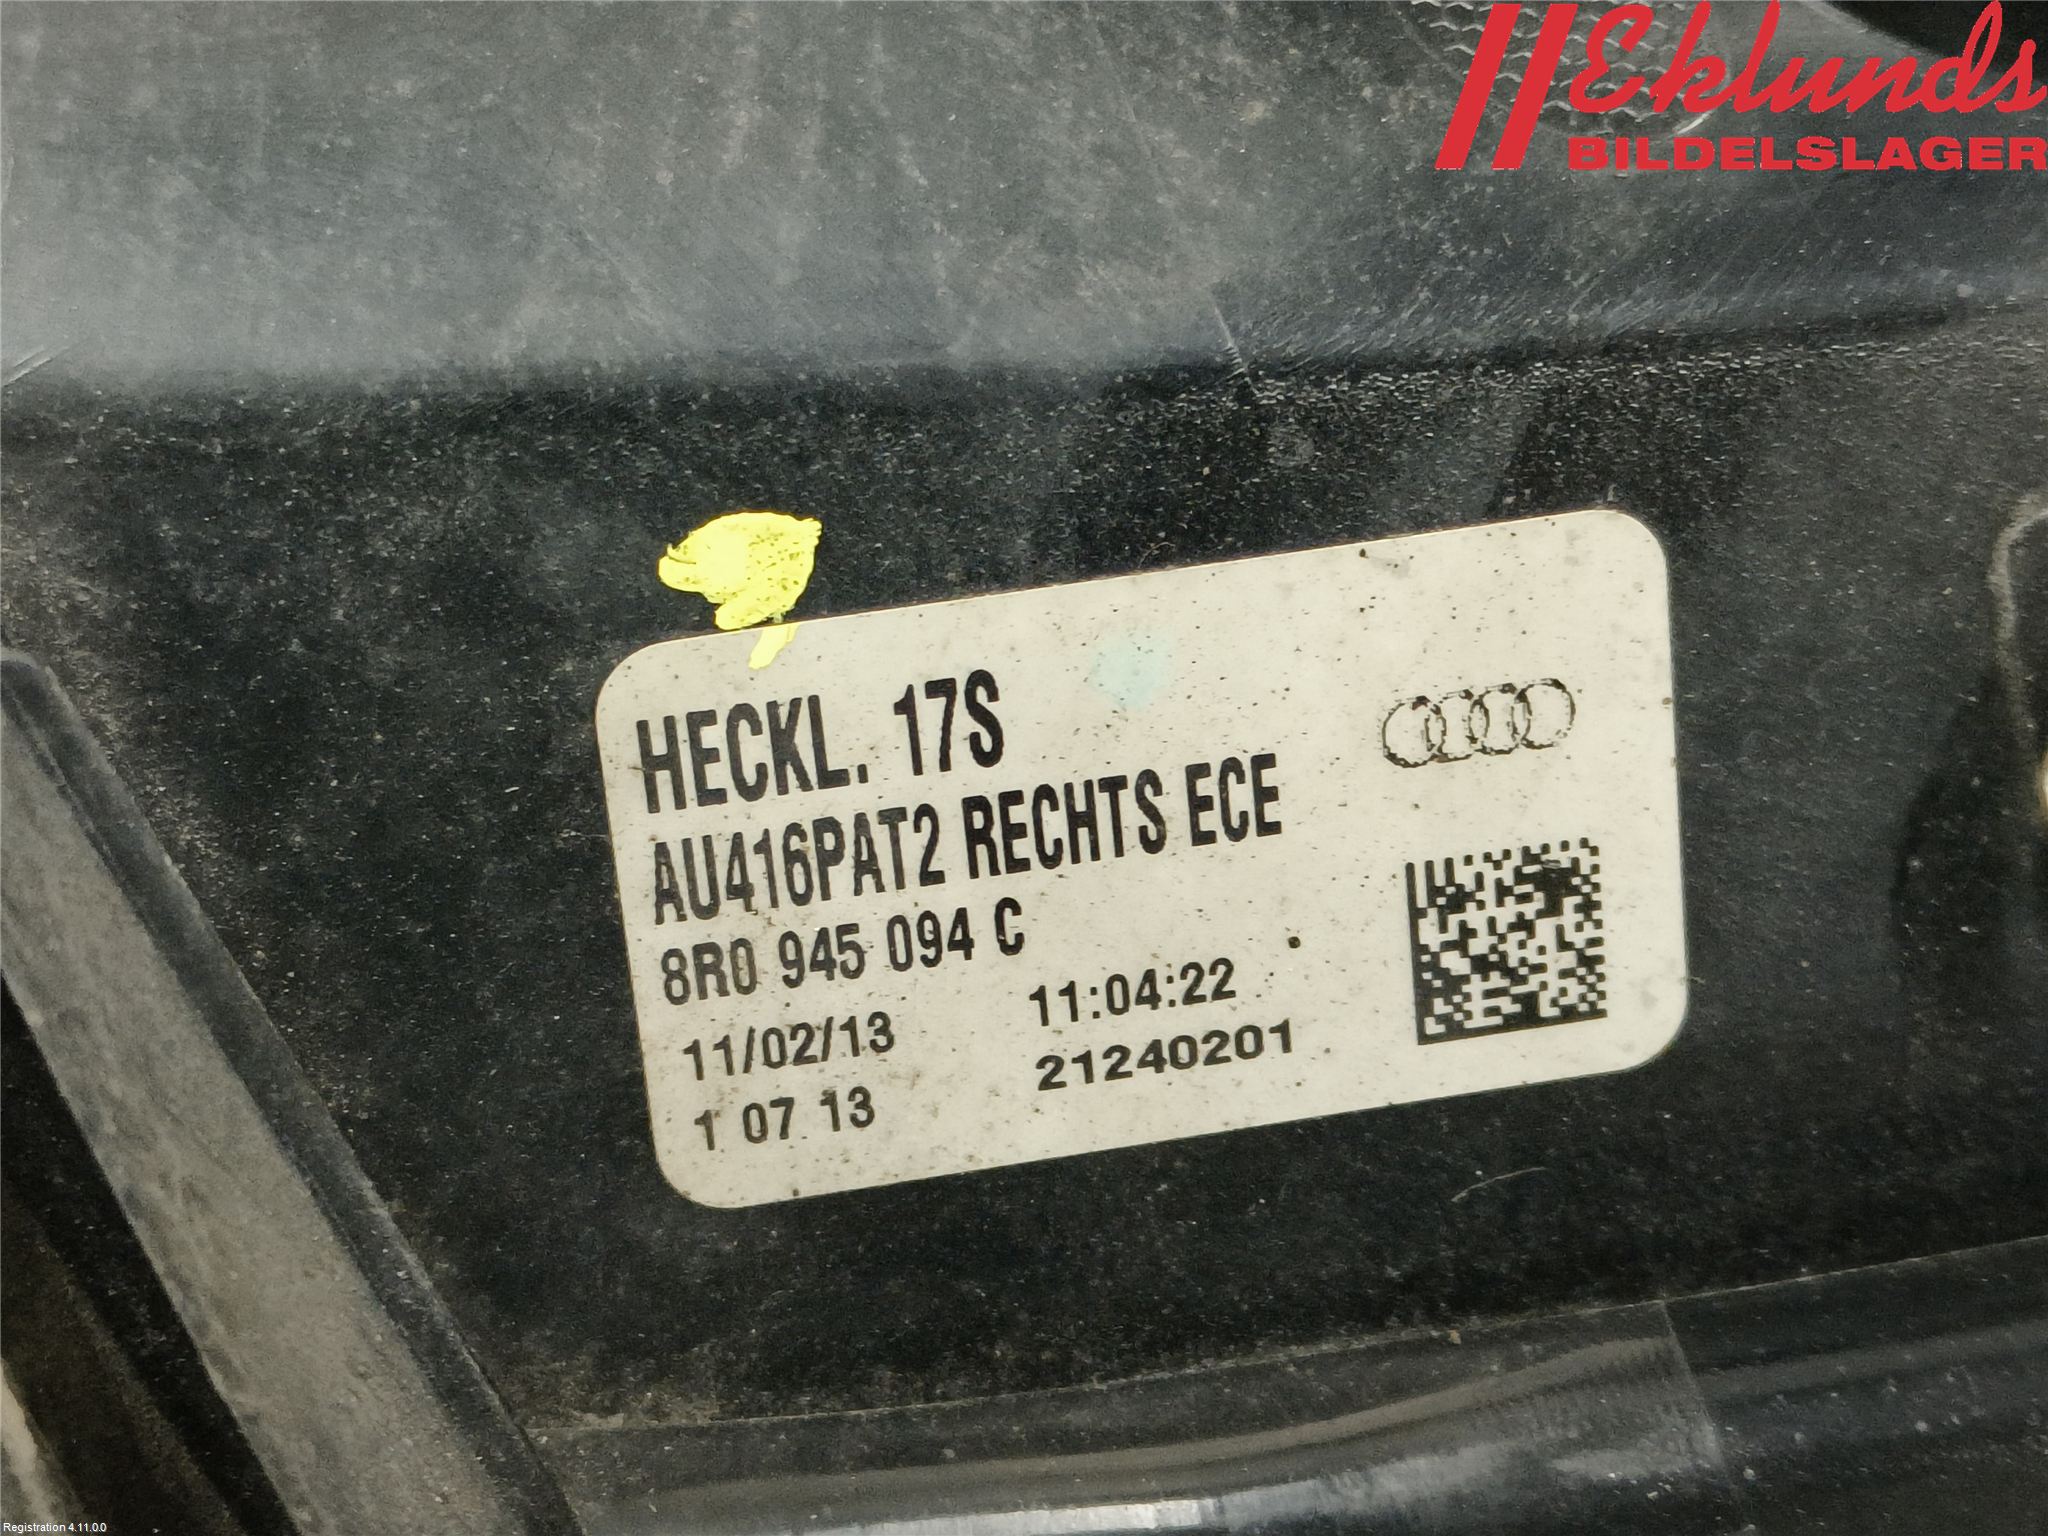 Eklunds
BILDELSLAGER
HECKL. 17S
AU416PAT2 RECHTS ECE
8R0 945 094 C
11/02/13 11:04:22
1 07 13 21240201
Registration 4.11.0.0